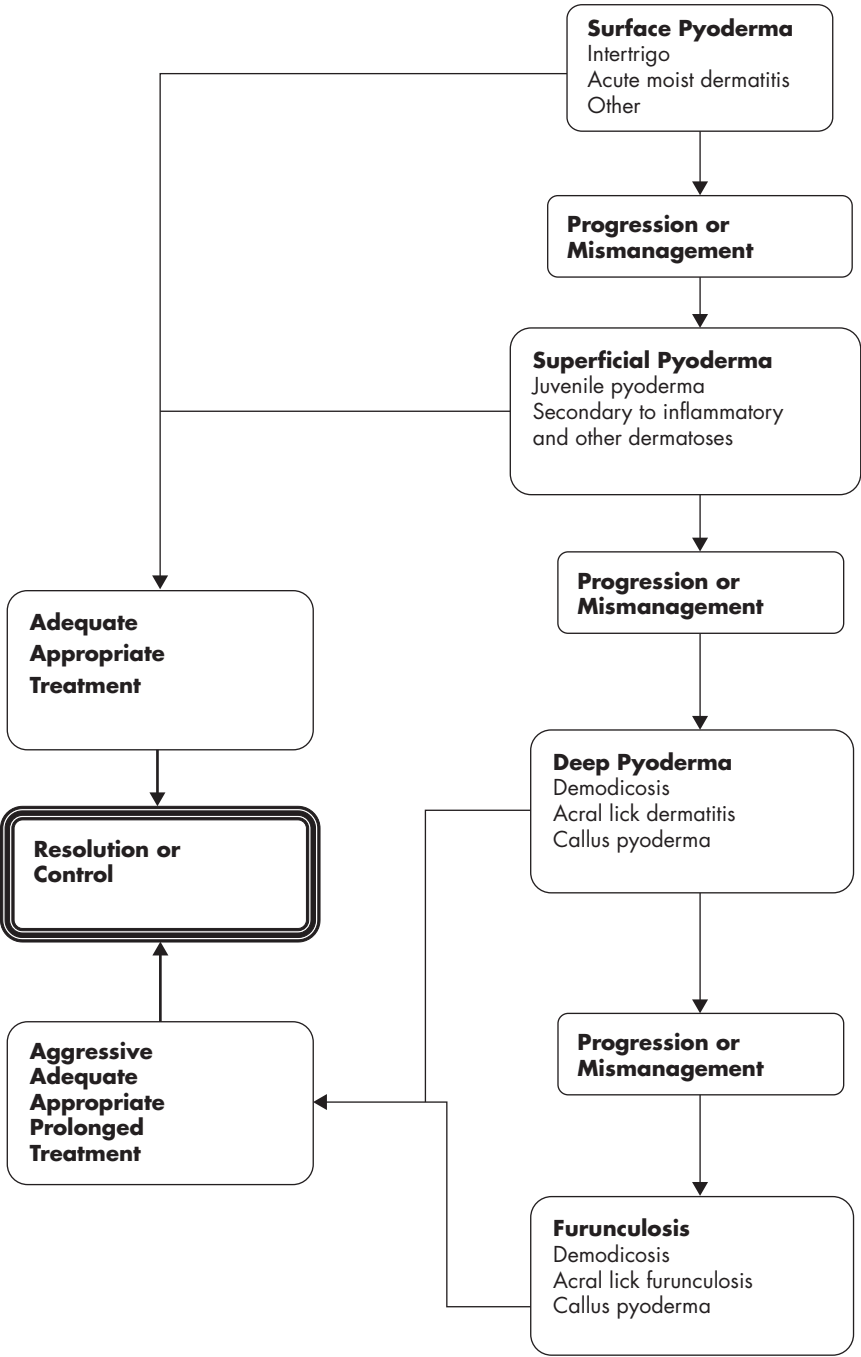 Surface Pyoderma
Intertrigo
Acute moist dermatitis
Other
Progression or
Mismanagement
Superficial Pyoderma
Juvenile pyoderma
Secondary to inflammatory
and other dermatoses
Progression or
Mismanagement
Adequate
Appropriate
Treatment
Deep Pyoderma
Demodicosis
Acral lick dermatitis
Callus pyoderma
Resolution or
Control
Progression or
Mismanagement
Aggressive
Adequate
Appropriate
Prolonged
Treatment
Furunculosis
Demodicosis
Acral lick furunculosis
Callus pyoderma